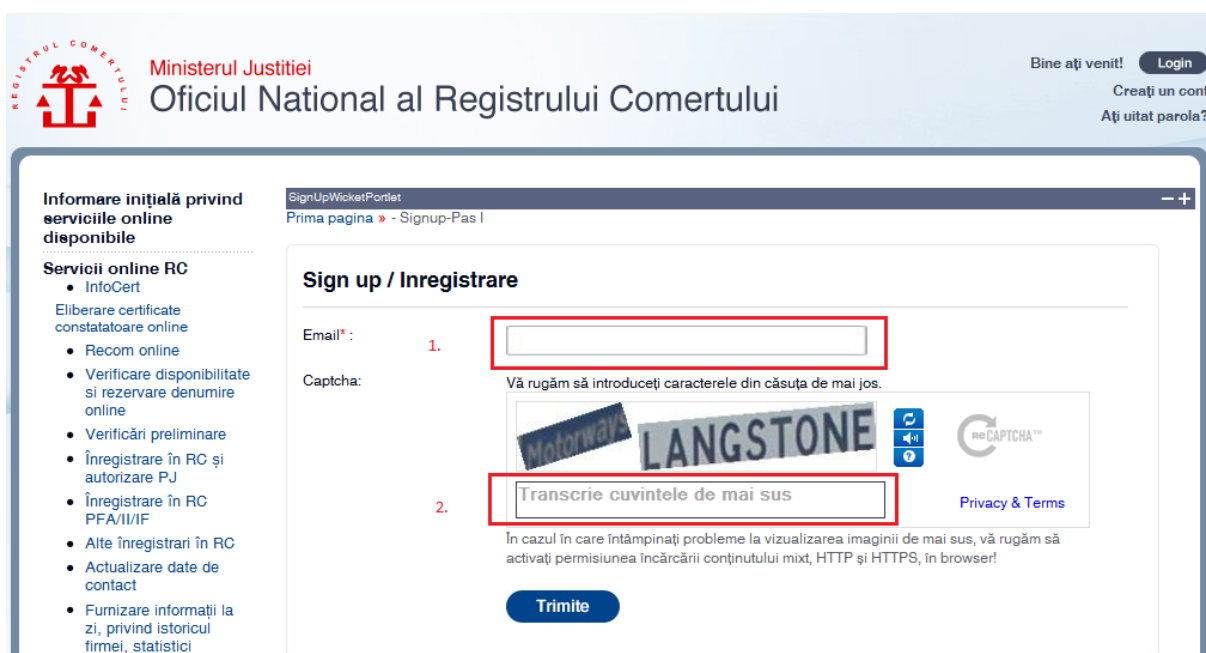 REGISTRUL COMERTULUI
Ministerul Justitiei
Oficiul National al Registrului Comertului
Bine ați venit! Login
Creați un cont
Ați uitat parola?
Informare inițială privind
serviciile online
disponibile
Servicii online RC
InfoCert
Eliberare certificate
constatatoare online
Recom online
Verificare disponibilitate
si rezervare denumire
online
Verificări preliminare
Înregistrare în RC și
autorizare PJ
Înregistrare în RC
PFA/II/IF
Alte înregistrari în RC
Actualizare date de
contact
Furnizare informații la
zi, privind istoricul
firmei, statistici
SignUpWicketPortlet
Prima pagina » - Signup-Pas I
Sign up / Inregistrare
Email* :
1.
Captcha:
Vă rugăm să introduceți caracterele din căsuța de mai jos.
Motorways LANGSTONE
reCAPTCHA™
2.
Transcrie cuvintele de mai sus
Privacy & Terms
În cazul în care întâmpinați probleme la vizualizarea imaginii de mai sus, vă rugăm să
activați permisiunea încărcării conținutului mixt, HTTP și HTTPS, în browser!
Trimite